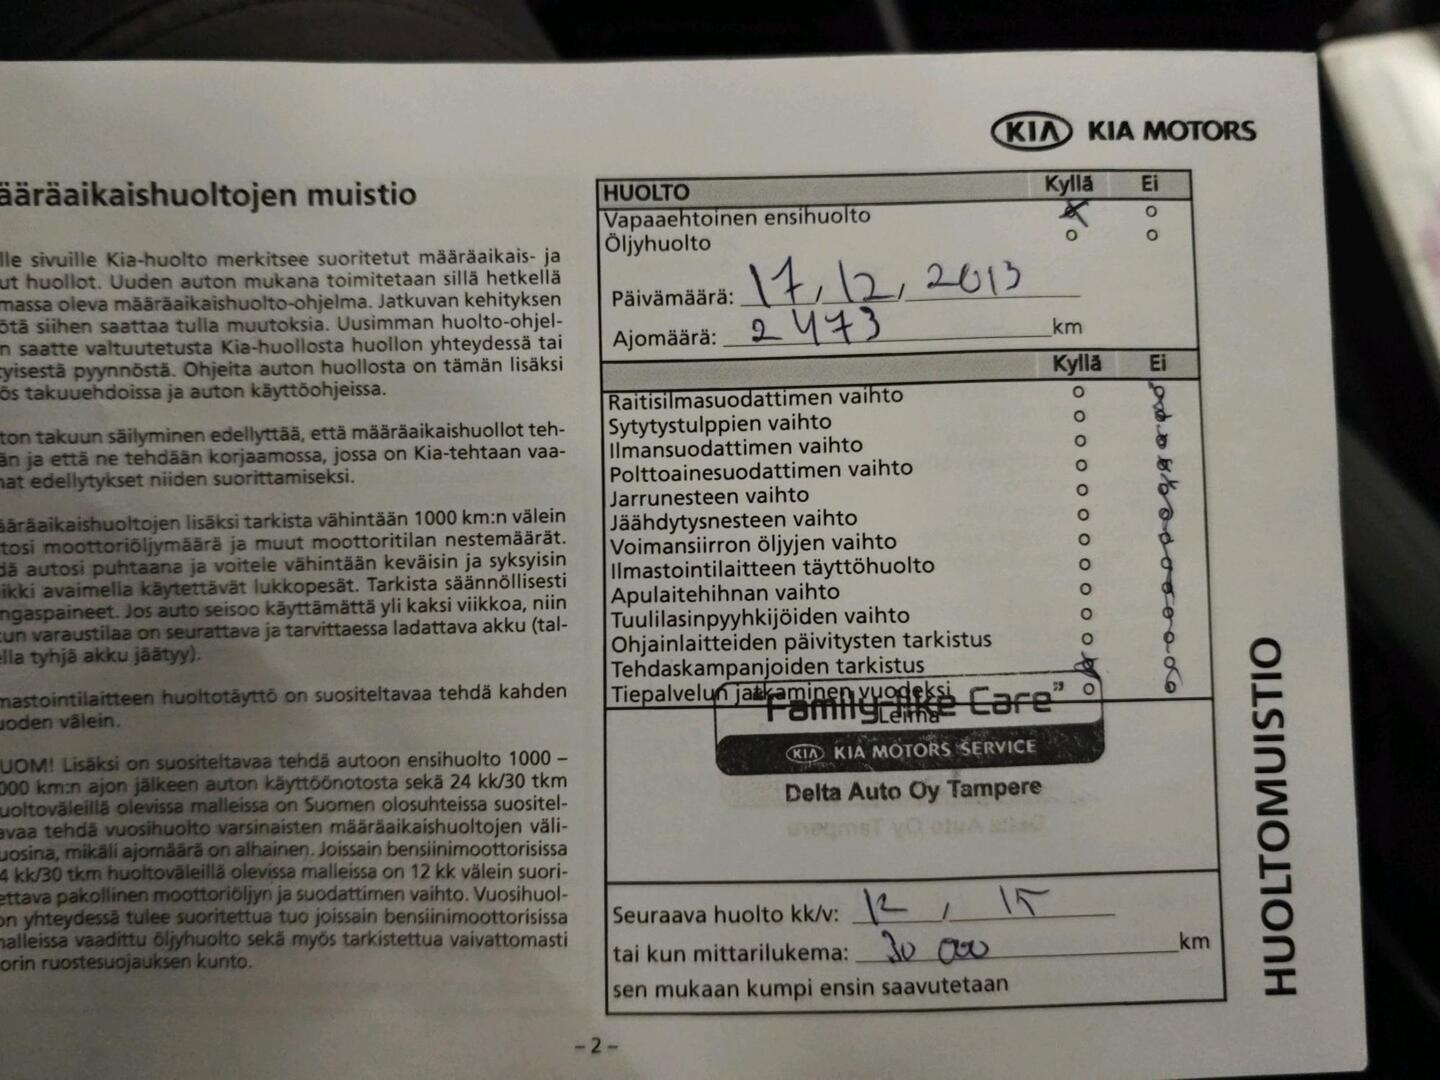 KIA KIA MOTORS
ääräaikaishuoltojen muistio
lle sivuille Kia-huolto merkitsee suoritetut määräaikais- ja
ut huollot. Uuden auton mukana toimitetaan sillä hetkellä
massa oleva määräaikaishuolto-ohjelma. Jatkuvan kehityksen
ötä siihen saattaa tulla muutoksia. Uusimman huolto-ohjel-
n saatte valtuutetusta Kia-huollosta huollon yhteydessä tai
tyisestä pyynnöstä. Ohjeita auton huollosta on tämän lisäksi
ös takuuehdoissa ja auton käyttöohjeissa.
ton takuun säilyminen edellyttää, että määräaikaishuollot teh-
än ja että ne tehdään korjaamossa, jossa on Kia-tehtaan vaa-
mat edellytykset niiden suorittamiseksi.
ääräaikaishuoltojen lisäksi tarkista vähintään 1000 km:n välein
tosi moottoriöljymäärä ja muut moottoritilan nestemäärät.
dä autosi puhtaana ja voitele vähintään keväisin ja syksyisin
ikki avaimella käytettävät lukkopesät. Tarkista säännöllisesti
ngaspaineet. Jos auto seisoo käyttämättä yli kaksi viikkoa, niin
un varaustilaa on seurattava ja tarvittaessa ladattava akku (tal-
lla tyhjä akku jäätyy).
mastointilaitteen huoltotäyttö on suositeltavaa tehdä kahden
uoden välein.
UOM! Lisäksi on suositeltavaa tehdä autoon ensihuolto 1000 –
000 km:n ajon jälkeen auton käyttöönotosta sekä 24 kk/30 tkm
uoltoväleillä olevissa malleissa on Suomen olosuhteissa suositel-
avaa tehdä vuosihuolto varsinaisten määräaikaishuoltojen väli-
uosina, mikäli ajomäärä on alhainen. Joissain bensiinimoottorisissa
4 kk/30 tkm huoltoväleillä olevissa malleissa on 12 kk välein suori-
ettava pakollinen moottoriöljyn ja suodattimen vaihto. Vuosihuol-
on yhteydessä tulee suoritettua tuo joissain bensiinimoottorisissa
malleissa vaadittu öljyhuolto sekä myös tarkistettua vaivattomasti
orin ruostesuojauksen kunto.
HUOLTO Kyllä Ei
Vapaaehtoinen ensihuolto
Öljyhuolto
Päivämäärä: 17, 12, 2013
Ajomäärä: 2473 km
Kyllä Ei
Raitisilmasuodattimen vaihto
Sytytystulppien vaihto
Ilmansuodattimen vaihto
Polttoainesuodattimen vaihto
Jarrunesteen vaihto
Jäähdytysnesteen vaihto
Voimansiirron öljyjen vaihto
Ilmastointilaitteen täyttöhuolto
Apulaitehihnan vaihto
Tuulilasinpyyhkijöiden vaihto
Ohjainlaitteiden päivitysten tarkistus
Tehdaskampanjoiden tarkistus
Tiepalvelun jatkaminen vuodeksi
Leima
"Family-like Care"
KIA KIA MOTORS SERVICE
Delta Auto Oy Tampere
Seuraava huolto kk/v: 12 / 15
tai kun mittarilukema: 30 000 km
sen mukaan kumpi ensin saavutetaan
HUOLTOMUISTIO
– 2 –